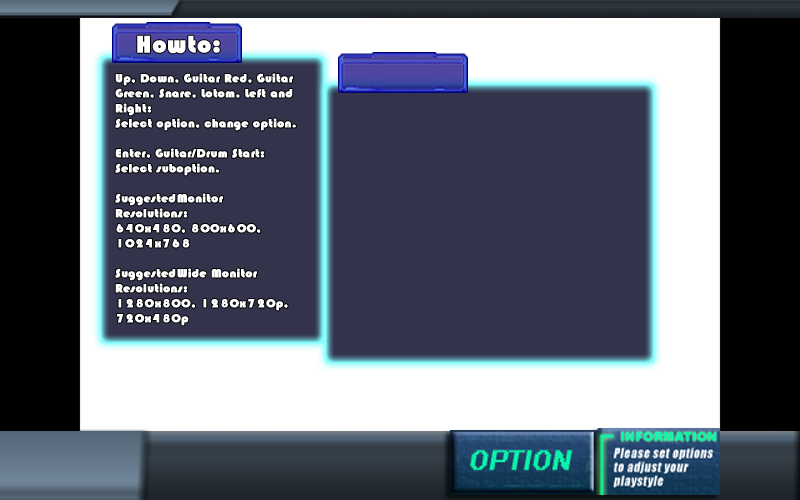 Howto:
Up, Down, Guitar Red, Guitar
Green, Snare, Lotom, Left and
Right:
Select option, change option.
Enter, Guitar/Drum Start:
Select suboption.
SuggestedMonitor
Resolutions:
640x480, 800x600,
1024x768
SuggestedWide Monitor
Resolutions:
1280x800, 1280x720p,
720x480p
OPTION
INFORMATION
Please set options
to adjust your
playstyle